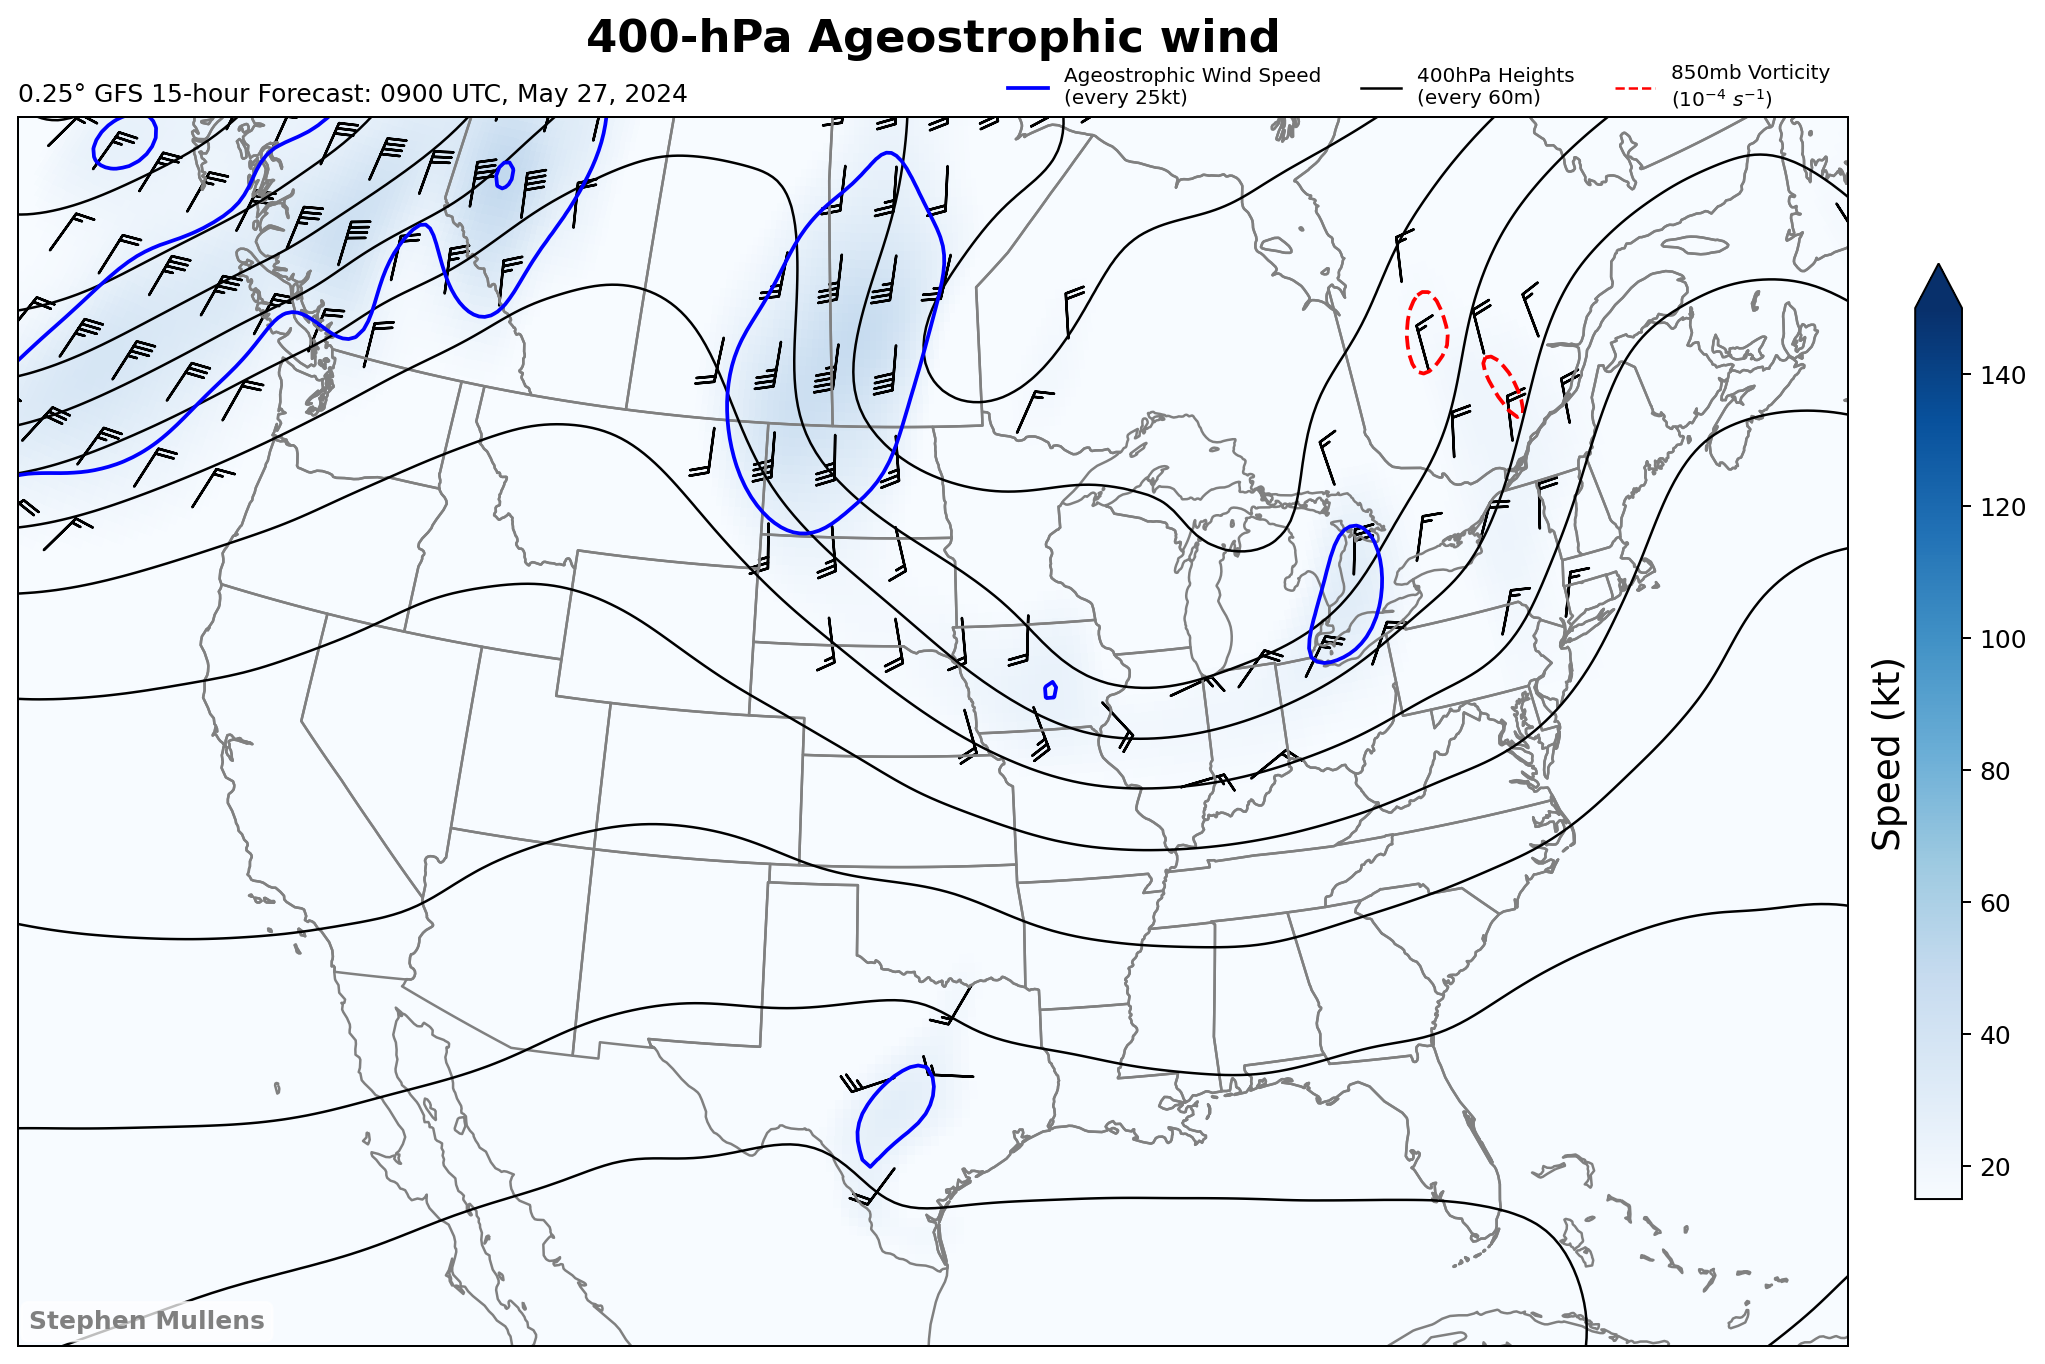 400-hPa Ageostrophic wind
0.25° GFS 15-hour Forecast: 0900 UTC, May 27, 2024
Ageostrophic Wind Speed
(every 25kt)
400hPa Heights
(every 60m)
850mb Vorticity
(10⁻⁴ s⁻¹)
140
120
100
80
60
40
20
Speed (kt)
Stephen Mullens